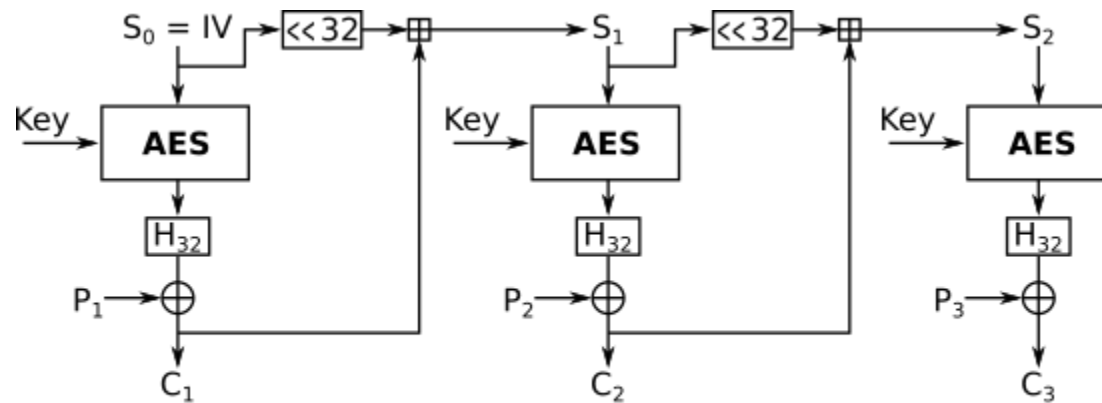 S₀ = IV <<32 S₁ <<32 S₂
Key AES Key AES Key AES
H₃₂ H₃₂ H₃₂
P₁ P₂ P₃
C₁ C₂ C₃